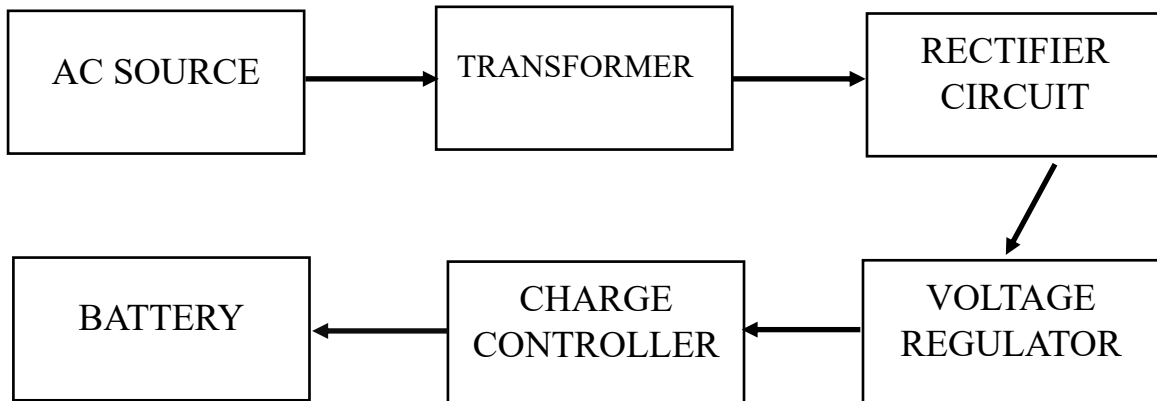 AC SOURCE
TRANSFORMER
RECTIFIER
CIRCUIT
BATTERY
CHARGE
CONTROLLER
VOLTAGE
REGULATOR